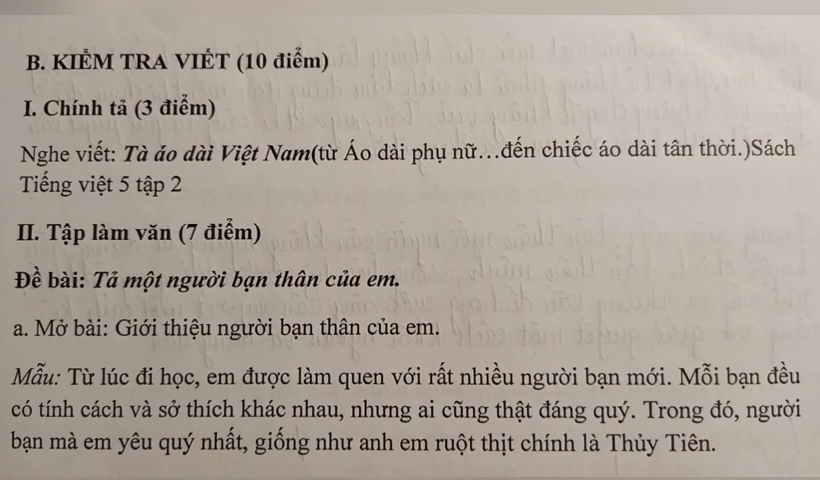 B. KIỂM TRA VIẾT (10 điểm)
I. Chính tả (3 điểm)
Nghe viết: Tà áo dài Việt Nam(từ Áo dài phụ nữ…đến chiếc áo dài tân thời.)Sách
Tiếng việt 5 tập 2
II. Tập làm văn (7 điểm)
Đề bài: Tả một người bạn thân của em.
a. Mở bài: Giới thiệu người bạn thân của em.
Mẫu: Từ lúc đi học, em được làm quen với rất nhiều người bạn mới. Mỗi bạn đều
có tính cách và sở thích khác nhau, nhưng ai cũng thật đáng quý. Trong đó, người
bạn mà em yêu quý nhất, giống như anh em ruột thịt chính là Thủy Tiên.